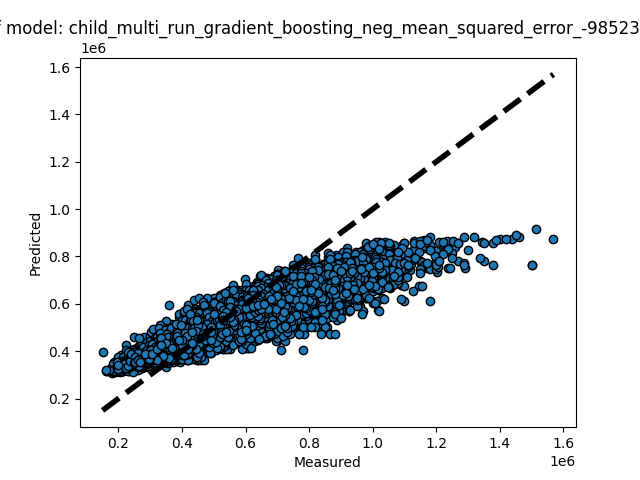 model: child_multi_run_gradient_boosting_neg_mean_squared_error_-98523
1e6
1.6
1.4
1.2
1.0
0.8
0.6
0.4
0.2
Predicted
0.2 0.4 0.6 0.8 1.0 1.2 1.4 1.6
Measured
1e6